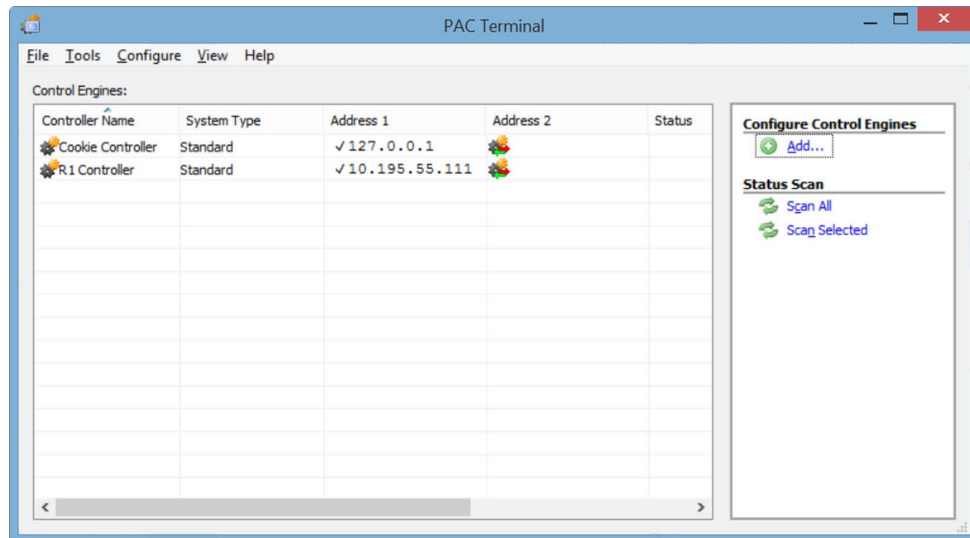 PAC Terminal
File Tools Configure View Help
Control Engines:
Controller Name System Type Address 1 Address 2 Status
Cookie Controller Standard ✓127.0.0.1
R1 Controller Standard ✓10.195.55.111
Configure Control Engines
Add...
Status Scan
Scan All
Scan Selected